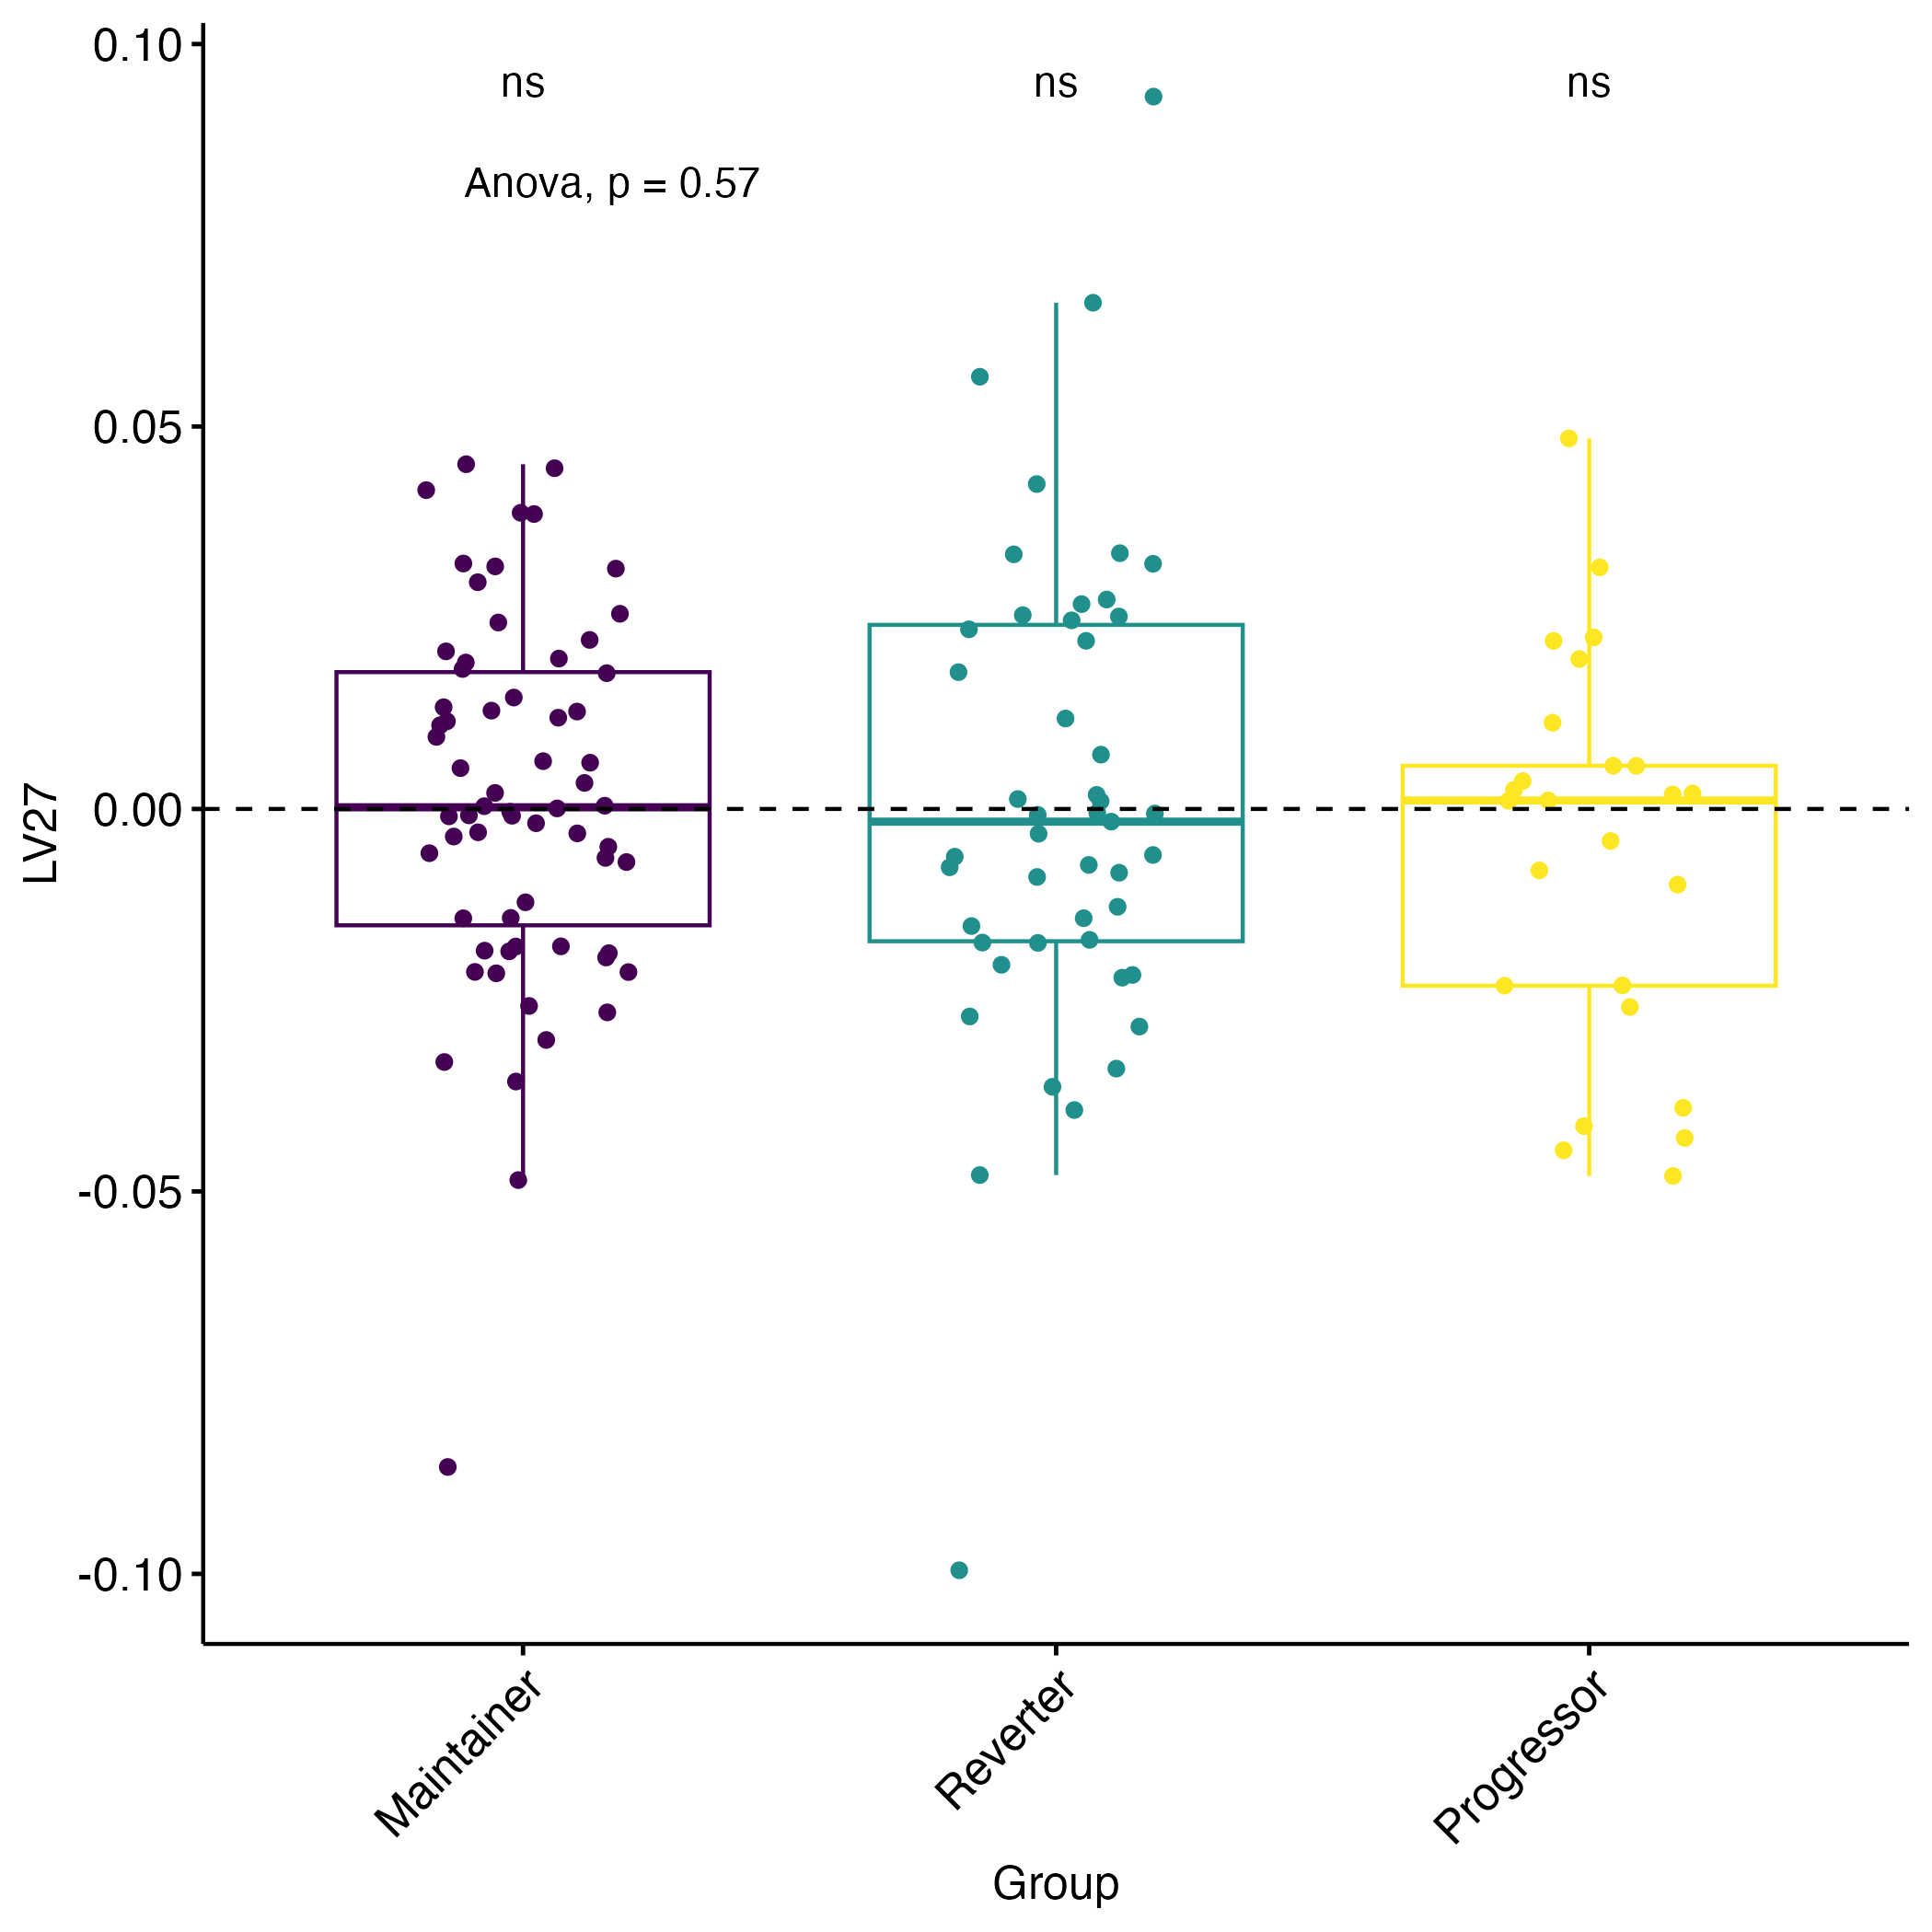 0.10
ns
ns
ns
Anova, p = 0.57
0.05
0.00
LV27
-0.05
-0.10
Maintainer
Reverter
Progressor
Group